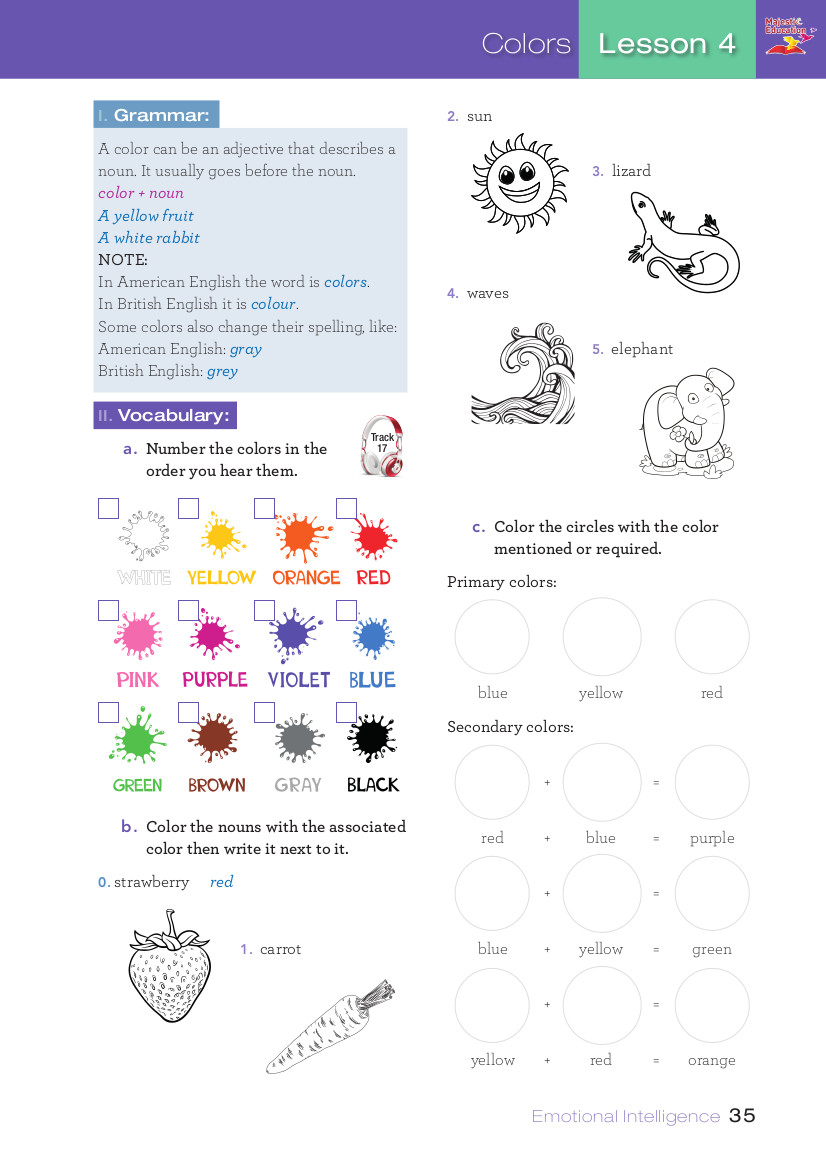 Colors Lesson 4
Majestic Education
I. Grammar:
A color can be an adjective that describes a
noun. It usually goes before the noun.
color + noun
A yellow fruit
A white rabbit
NOTE:
In American English the word is colors.
In British English it is colour.
Some colors also change their spelling, like:
American English: gray
British English: grey
II. Vocabulary:
a. Number the colors in the
order you hear them.
Track
17
WHITE YELLOW ORANGE RED
PINK PURPLE VIOLET BLUE
GREEN BROWN GRAY BLACK
b. Color the nouns with the associated
color then write it next to it.
0. strawberry red
1. carrot
2. sun
3. lizard
4. waves
5. elephant
c. Color the circles with the color
mentioned or required.
Primary colors:
blue yellow red
Secondary colors:
+ =
red + blue = purple
+ =
blue + yellow = green
+ =
yellow + red = orange
Emotional Intelligence 35